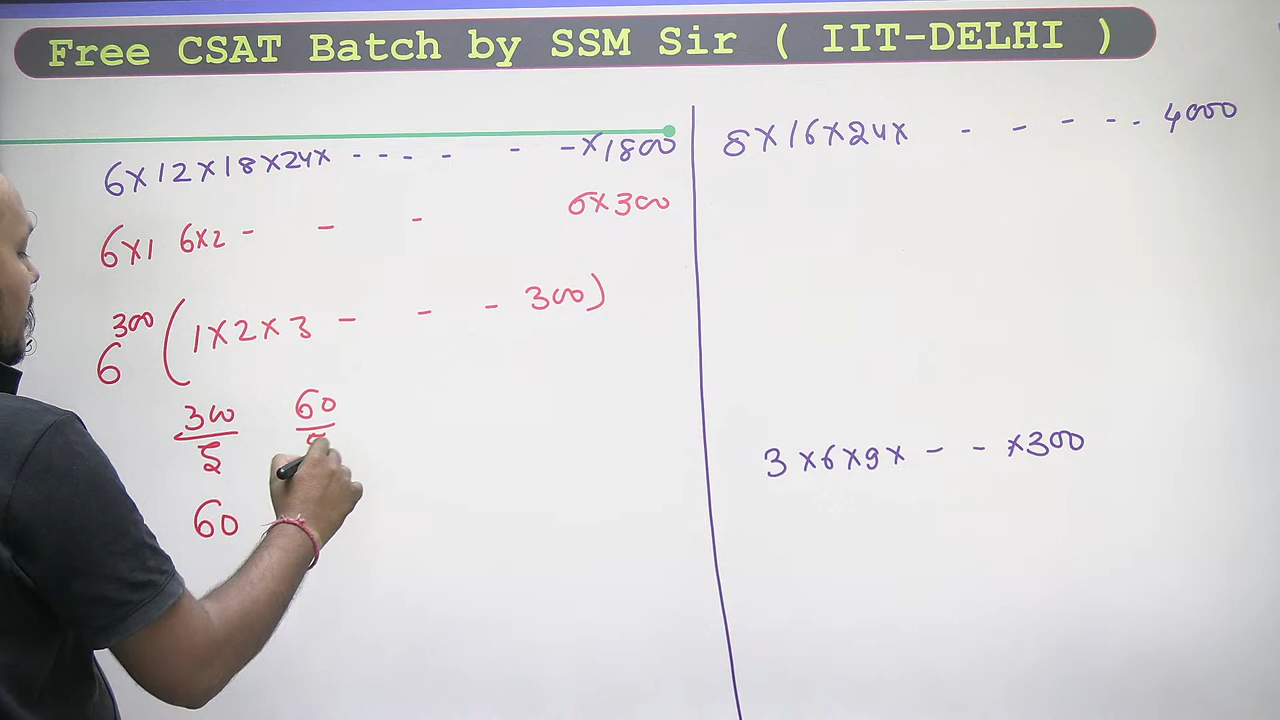 Free CSAT Batch by SSM Sir ( IIT-DELHI )
6×12×18×24× - - - - - - ×1800
6×1 6×2 - - - 6×300
6^300 (1×2×3 - - - 300)
300/5 60/5
60
8×16×24× - - - - . 4000
3×6×9× - - ×300